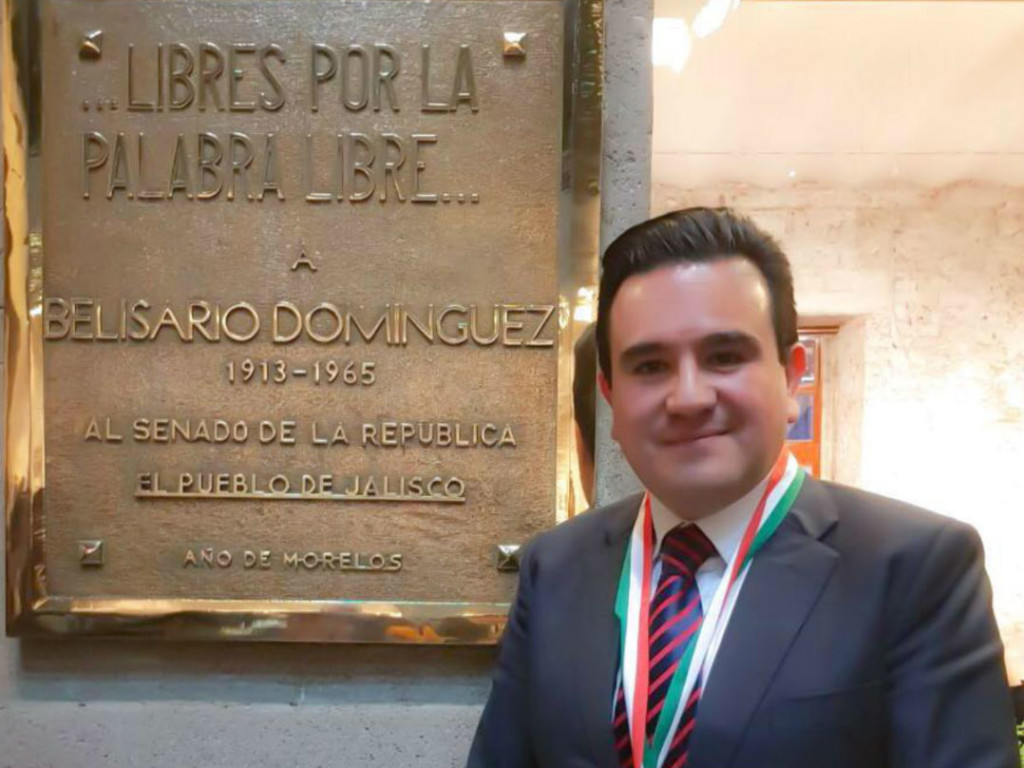 ...LIBRES POR LA
PALABRA LIBRE...
A
BELISARIO DOMINGUEZ
1913-1965
AL SENADO DE LA REPUBLICA
EL PUEBLO DE JALISCO
AÑO DE MORELOS